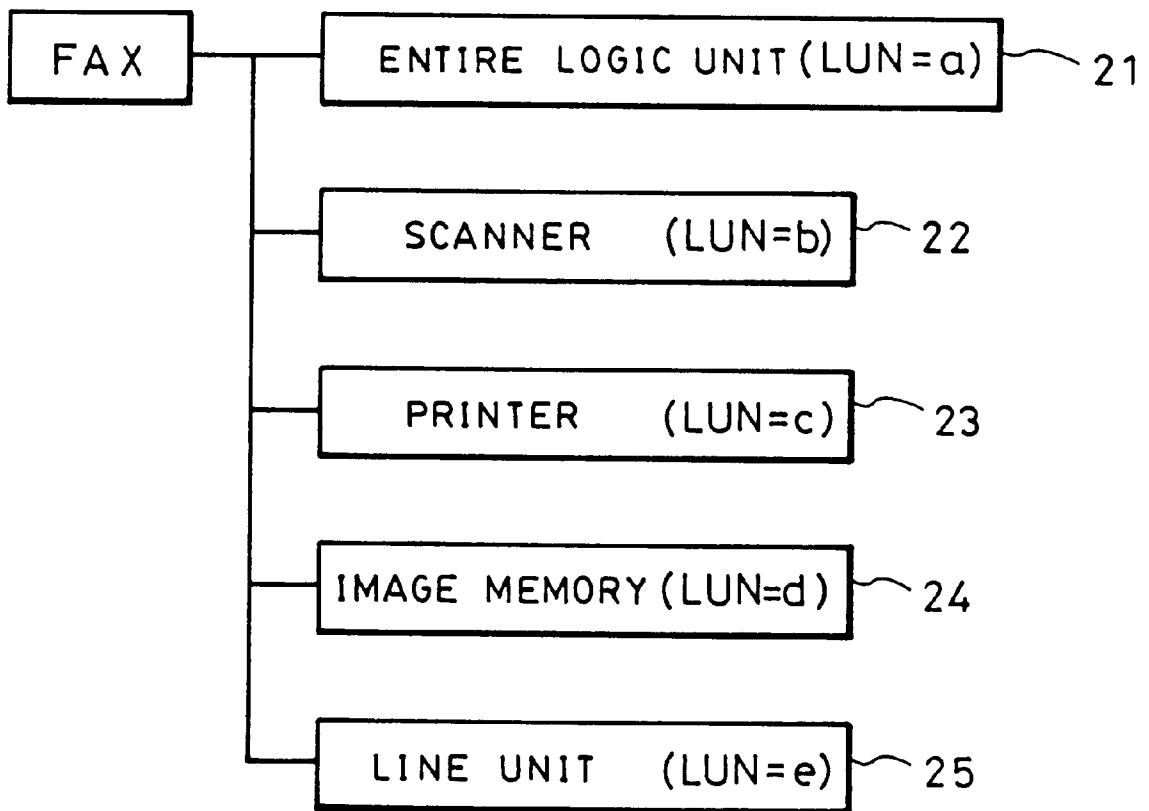 FAX
ENTIRE LOGIC UNIT (LUN=a)
21
SCANNER (LUN=b)
22
PRINTER (LUN=c)
23
IMAGE MEMORY (LUN=d)
24
LINE UNIT (LUN=e)
25